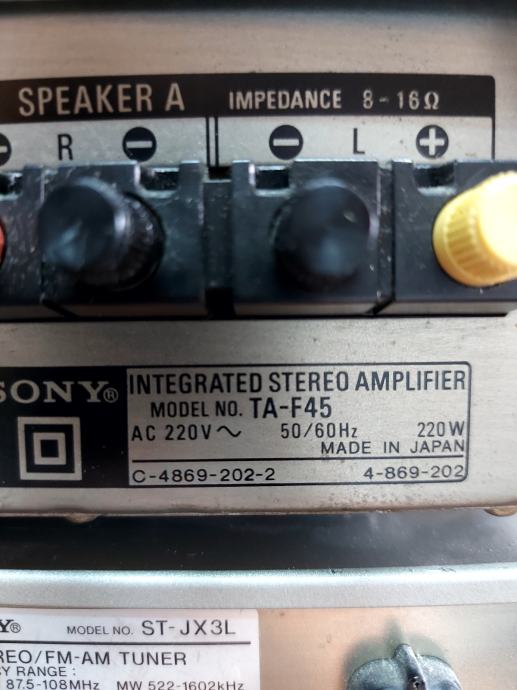 SPEAKER A IMPEDANCE 8-16Ω
R L
SONY® INTEGRATED STEREO AMPLIFIER
MODEL NO. TA-F45
AC 220V~ 50/60Hz 220W
MADE IN JAPAN
C-4869-202-2 4-869-202
MODEL NO. ST-JX3L
/FM-AM TUNER
RANGE :
87.5-108MHz MW 522-1602kHz